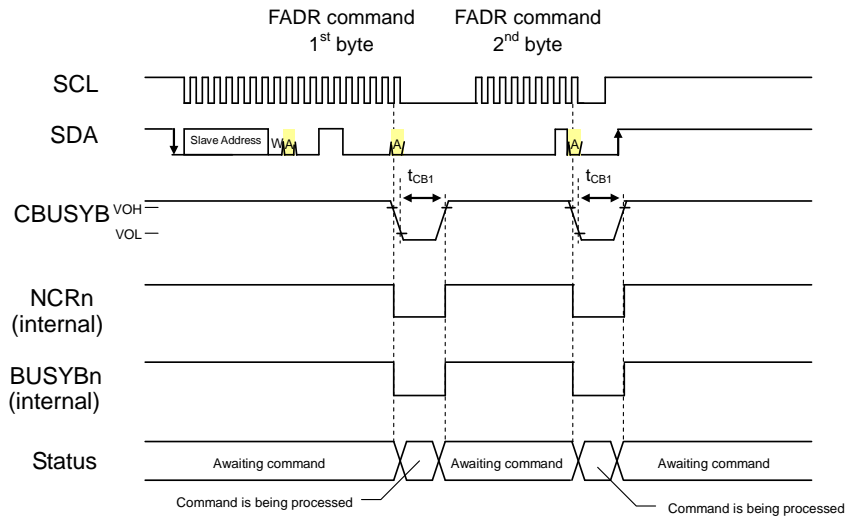 FADR command
1st byte
FADR command
2nd byte
SCL
SDA
Slave Address
W
A
A
A
tCB1
tCB1
CBUSYB
VOH
VOL
NCRn
(internal)
BUSYBn
(internal)
Status
Awaiting command
Awaiting command
Awaiting command
Command is being processed
Command is being processed